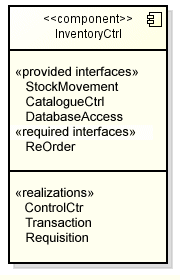 <<component>>
InventoryCtrl
«provided interfaces»
StockMovement
CatalogueCtrl
DatabaseAccess
«required interfaces»
ReOrder
«realizations»
ControlCtr
Transaction
Requisition